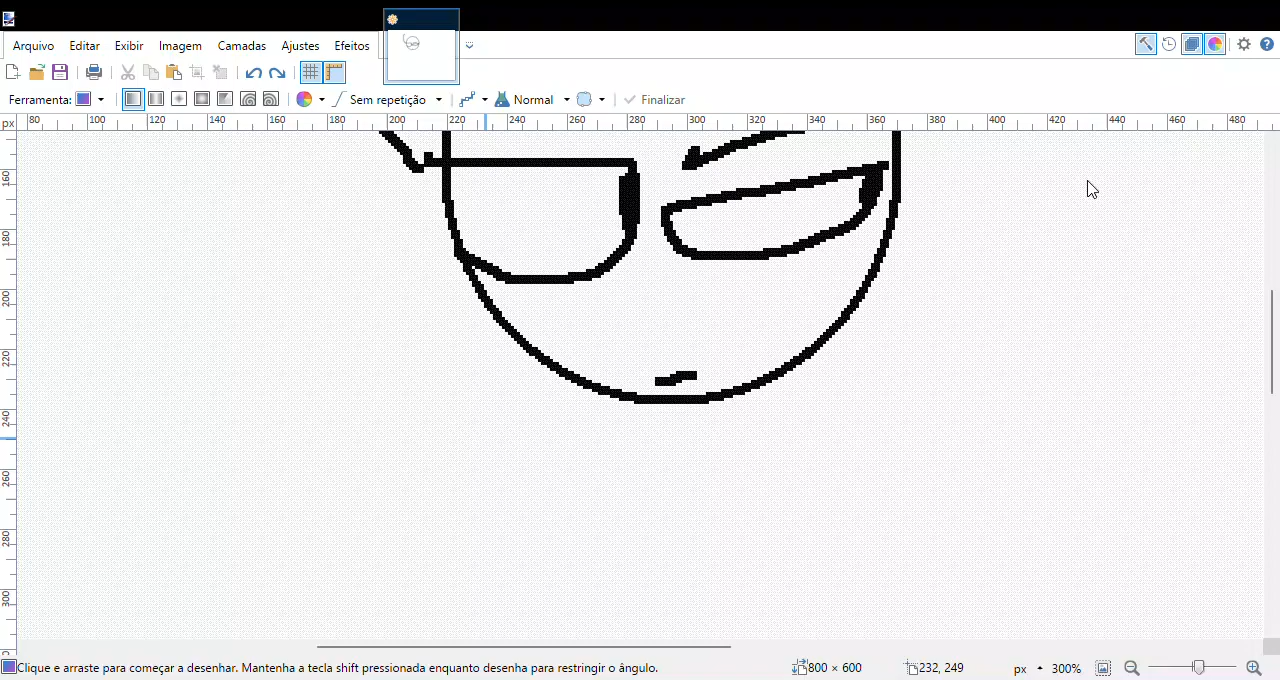 Arquivo Editar Exibir Imagem Camadas Ajustes Efeitos
Ferramenta: Sem repetição Normal Finalizar
px 80 100 120 140 160 180 200 220 240 260 280 300 320 340 360 380 400 420 440 460 480
160
180
200
220
240
260
280
300
Clique e arraste para começar a desenhar. Mantenha a tecla shift pressionada enquanto desenha para restringir o ângulo. 800 × 600 232, 249 px 300%